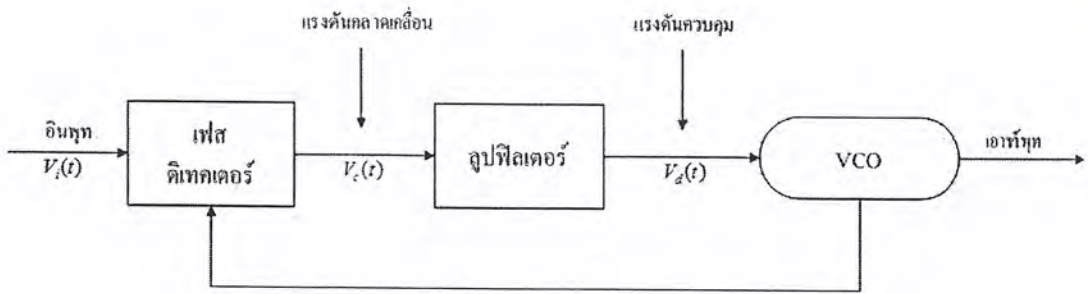 แรงดันคลาดเคลื่อน
แรงดันควบคุม
อินพุท
V_i(t)
เฟส
ดิเทคเตอร์
V_c(t)
ลูปฟิลเตอร์
V_d(t)
VCO
เอาท์พุท